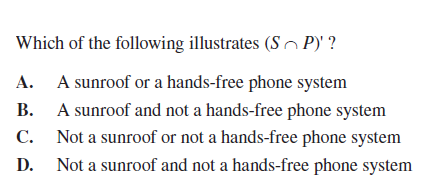 Which of the following illustrates (S ∩ P)' ?
A. A sunroof or a hands-free phone system
B. A sunroof and not a hands-free phone system
C. Not a sunroof or not a hands-free phone system
D. Not a sunroof and not a hands-free phone system